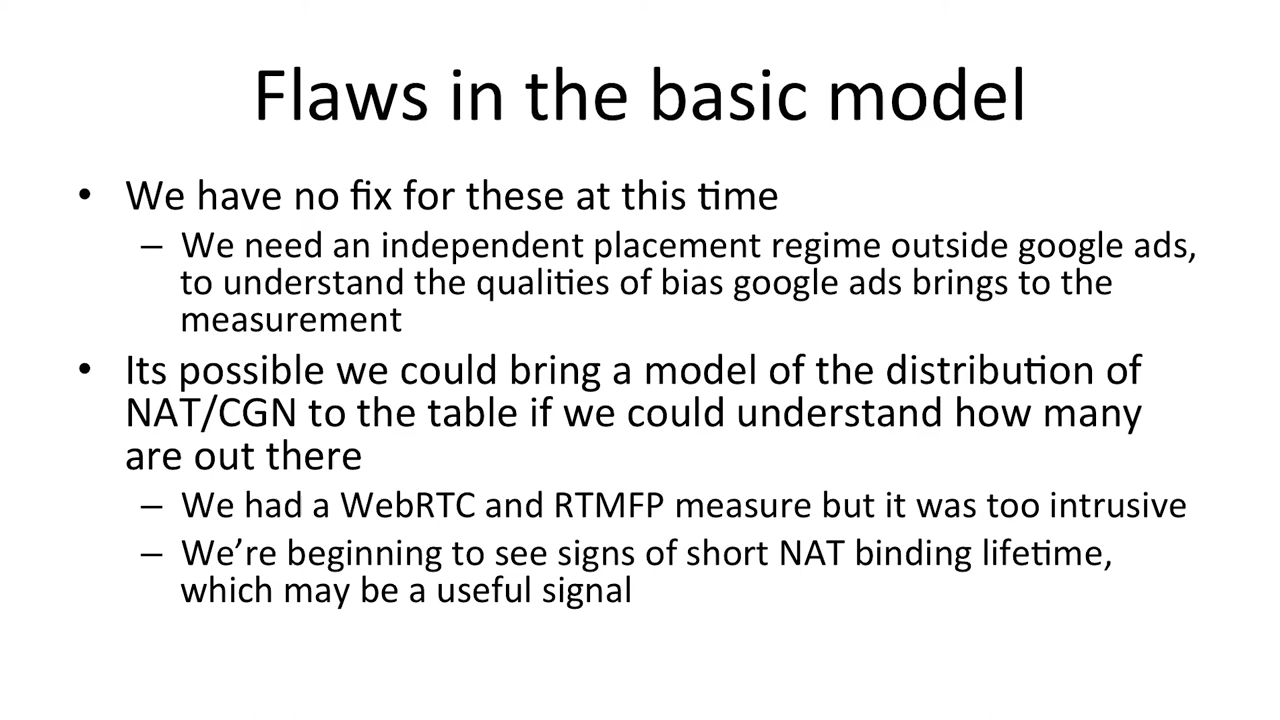 Flaws in the basic model
• We have no fix for these at this time
– We need an independent placement regime outside google ads,
to understand the qualities of bias google ads brings to the
measurement
• Its possible we could bring a model of the distribution of
NAT/CGN to the table if we could understand how many
are out there
– We had a WebRTC and RTMFP measure but it was too intrusive
– We’re beginning to see signs of short NAT binding lifetime,
which may be a useful signal